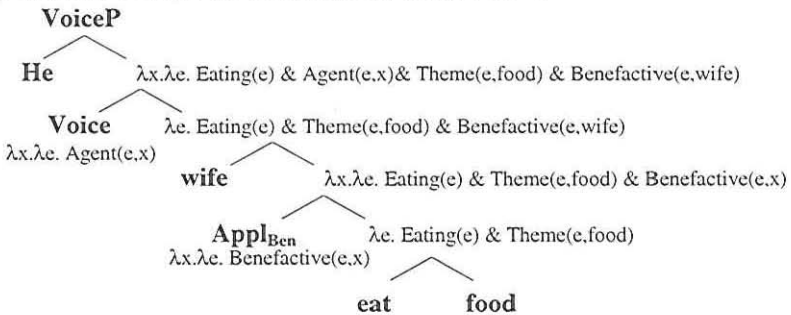 VoiceP
He λx.λe. Eating(e) & Agent(e,x)& Theme(e,food) & Benefactive(e,wife)
Voice λe. Eating(e) & Theme(e,food) & Benefactive(e,wife)
λx.λe. Agent(e,x)
wife λx.λe. Eating(e) & Theme(e,food) & Benefactive(e,x)
Appl_Ben λe. Eating(e) & Theme(e,food)
λx.λe. Benefactive(e,x)
eat food